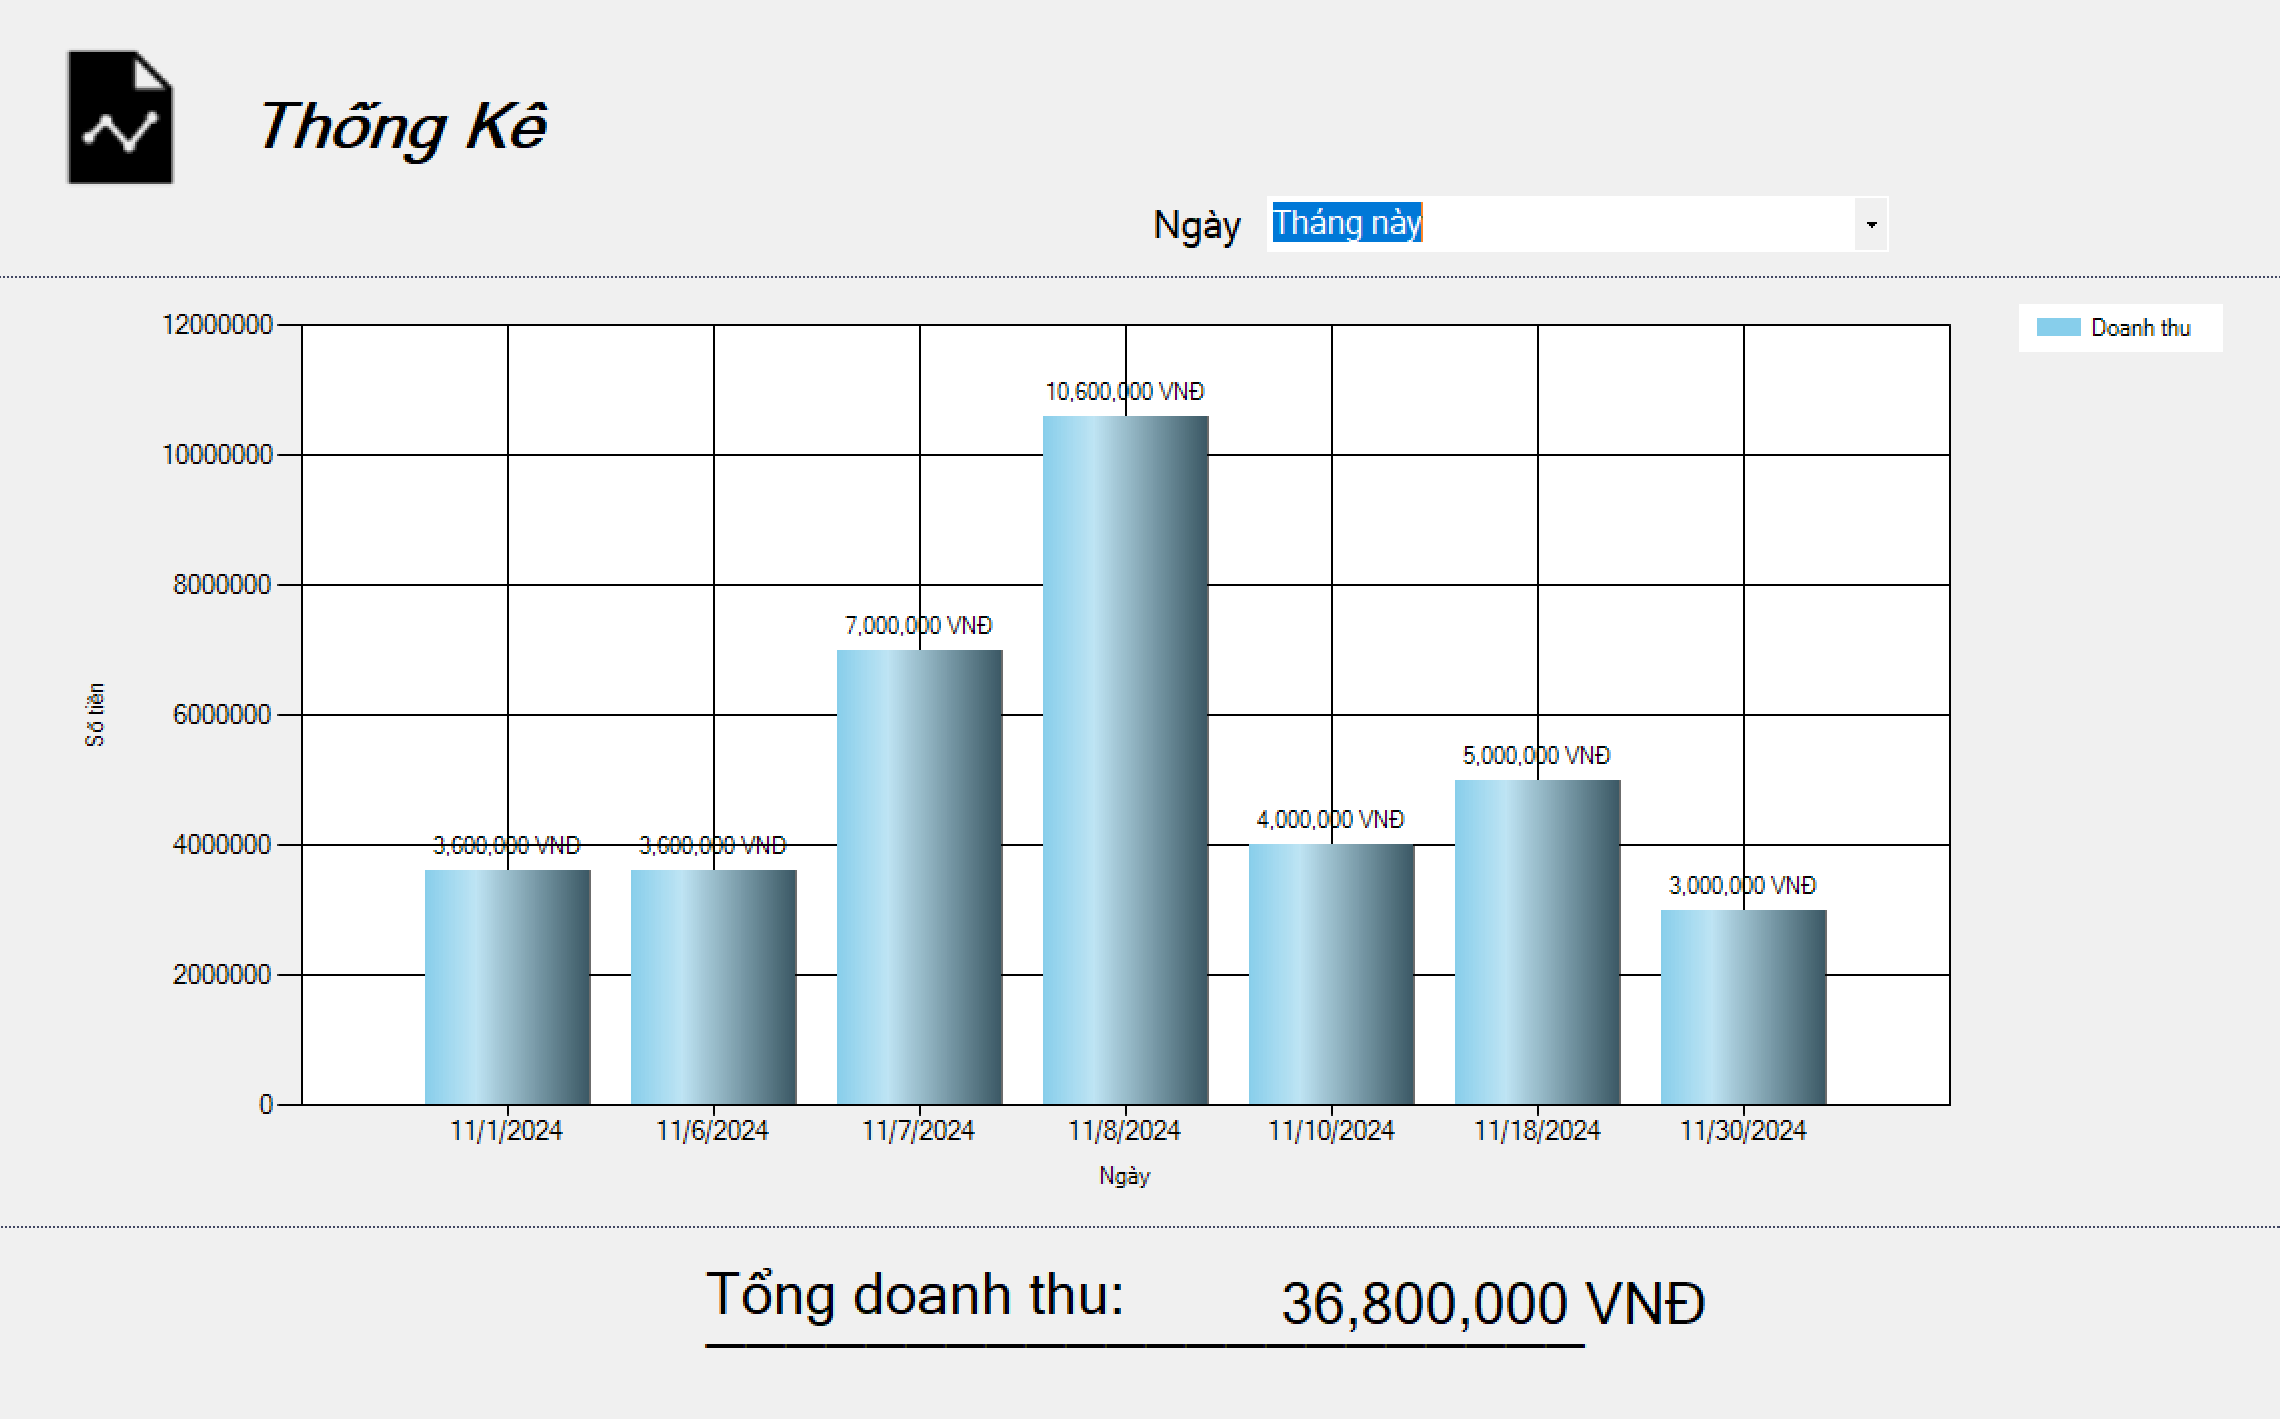 Thống Kê
Ngày
Tháng này
Doanh thu
12000000
10000000
8000000
6000000
4000000
2000000
0
Số tiền
3,600,000 VNĐ
3,600,000 VNĐ
7,000,000 VNĐ
10,600,000 VNĐ
4,000,000 VNĐ
5,000,000 VNĐ
3,000,000 VNĐ
11/1/2024
11/6/2024
11/7/2024
11/8/2024
11/10/2024
11/18/2024
11/30/2024
Ngày
Tổng doanh thu: 36,800,000 VNĐ